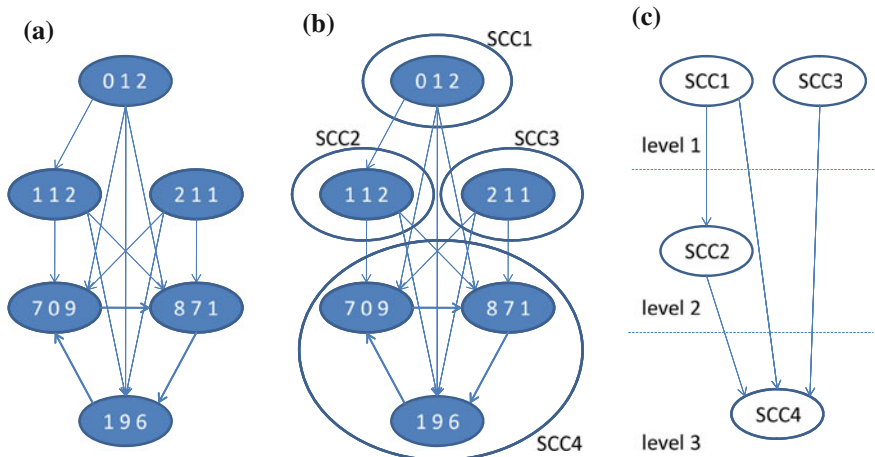 (a)
0 1 2
1 1 2
2 1 1
7 0 9
8 7 1
1 9 6
(b)
SCC1
0 1 2
SCC2
SCC3
1 1 2
2 1 1
7 0 9
8 7 1
1 9 6
SCC4
(c)
SCC1
SCC3
level 1
SCC2
level 2
SCC4
level 3